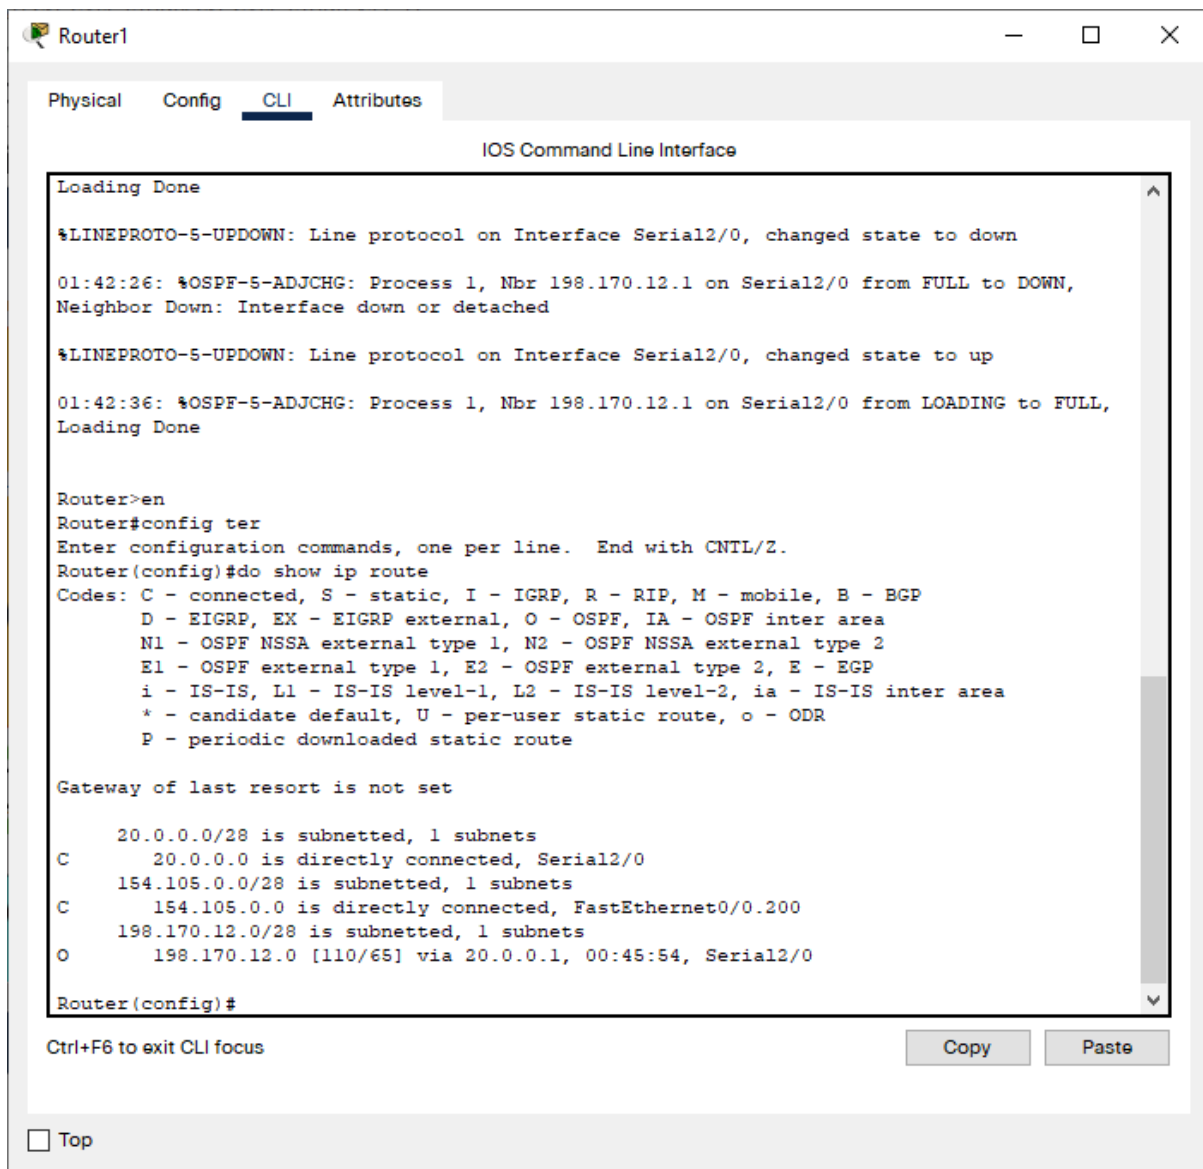 Router1
Physical Config CLI Attributes
IOS Command Line Interface
Loading Done
%LINEPROTO-5-UPDOWN: Line protocol on Interface Serial2/0, changed state to down
01:42:26: %OSPF-5-ADJCHG: Process 1, Nbr 198.170.12.1 on Serial2/0 from FULL to DOWN,
Neighbor Down: Interface down or detached
%LINEPROTO-5-UPDOWN: Line protocol on Interface Serial2/0, changed state to up
01:42:36: %OSPF-5-ADJCHG: Process 1, Nbr 198.170.12.1 on Serial2/0 from LOADING to FULL,
Loading Done
Router>en
Router#config ter
Enter configuration commands, one per line.  End with CNTL/Z.
Router(config)#do show ip route
Codes: C - connected, S - static, I - IGRP, R - RIP, M - mobile, B - BGP
       D - EIGRP, EX - EIGRP external, O - OSPF, IA - OSPF inter area
       N1 - OSPF NSSA external type 1, N2 - OSPF NSSA external type 2
       E1 - OSPF external type 1, E2 - OSPF external type 2, E - EGP
       i - IS-IS, L1 - IS-IS level-1, L2 - IS-IS level-2, ia - IS-IS inter area
       * - candidate default, U - per-user static route, o - ODR
       P - periodic downloaded static route
Gateway of last resort is not set
     20.0.0.0/28 is subnetted, 1 subnets
C       20.0.0.0 is directly connected, Serial2/0
     154.105.0.0/28 is subnetted, 1 subnets
C       154.105.0.0 is directly connected, FastEthernet0/0.200
     198.170.12.0/28 is subnetted, 1 subnets
O       198.170.12.0 [110/65] via 20.0.0.1, 00:45:54, Serial2/0
Router(config)#
Ctrl+F6 to exit CLI focus
Copy Paste
Top